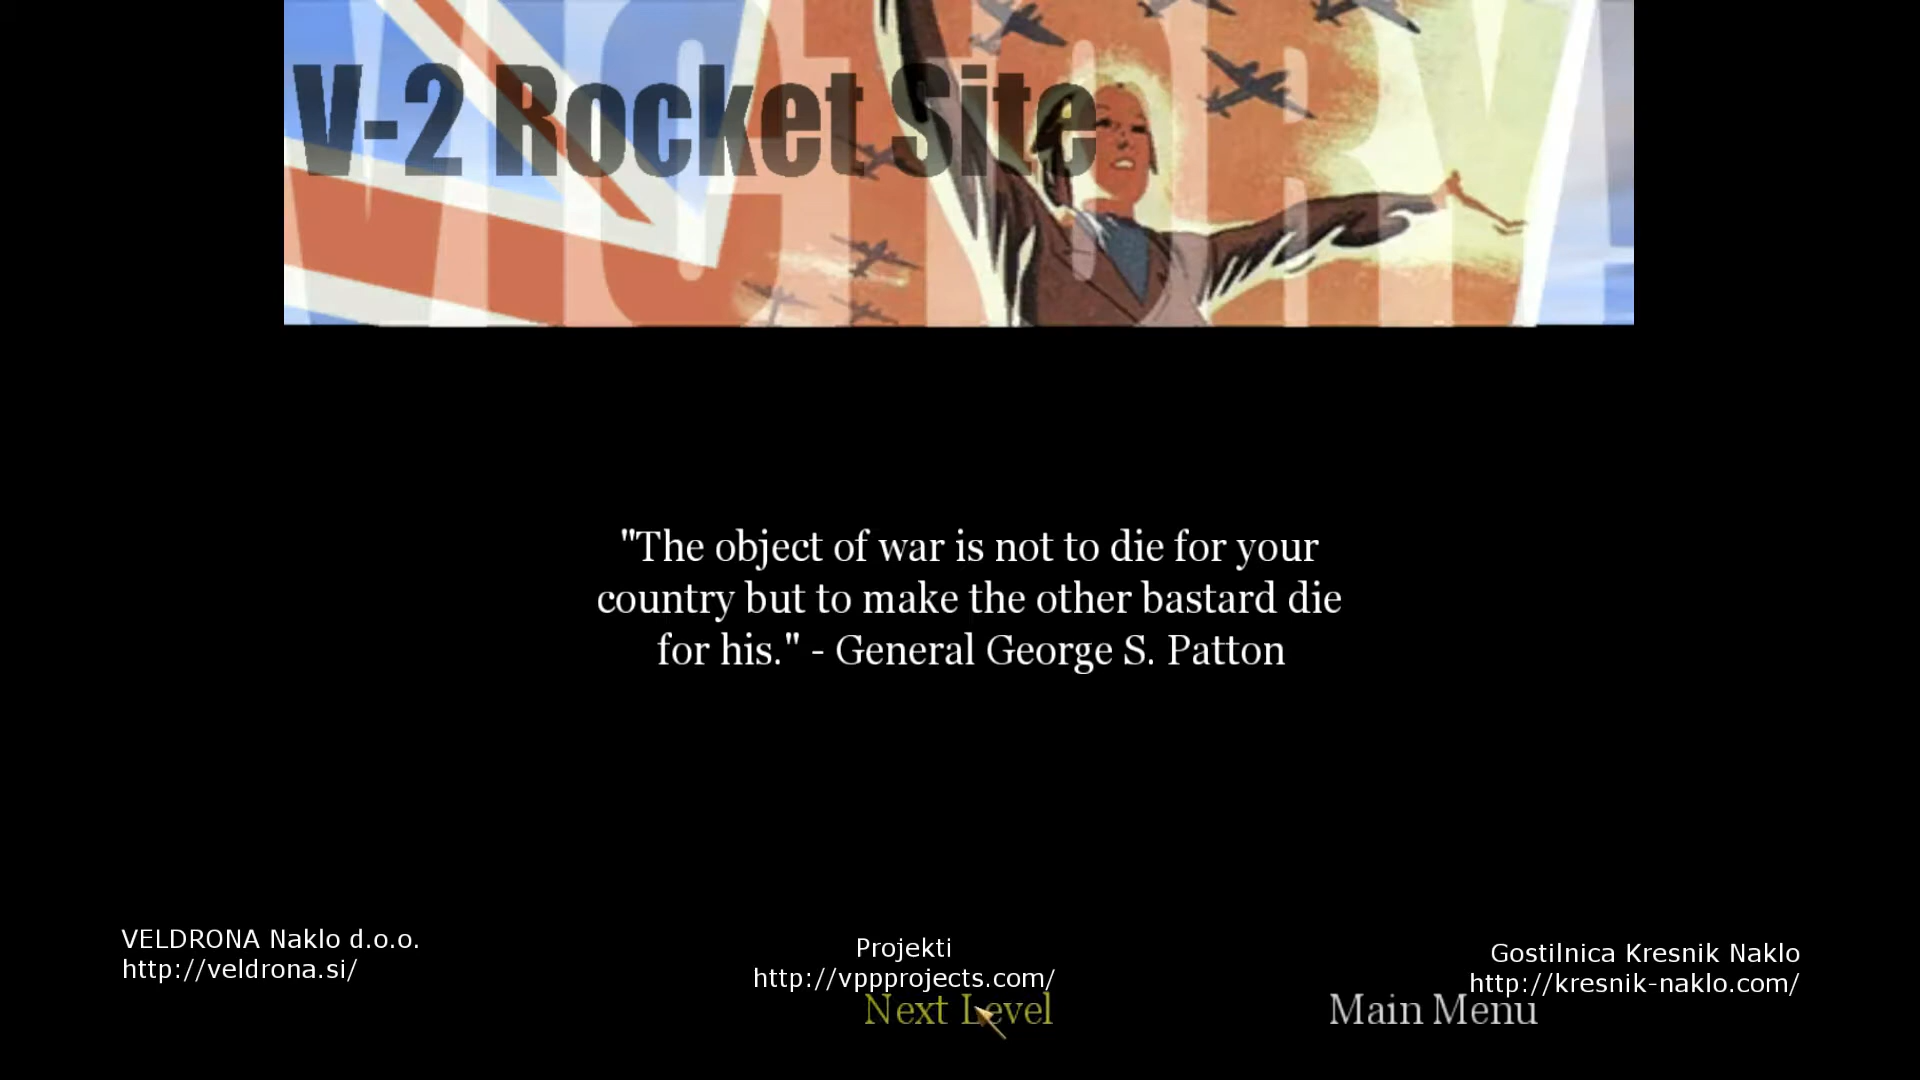 VICTORY!
V-2 Rocket Site
"The object of war is not to die for your
country but to make the other bastard die
for his." - General George S. Patton
VELDRONA Naklo d.o.o.
http://veldrona.si/
Projekti
http://vppprojects.com/
Gostilnica Kresnik Naklo
http://kresnik-naklo.com/
Next Level
Main Menu